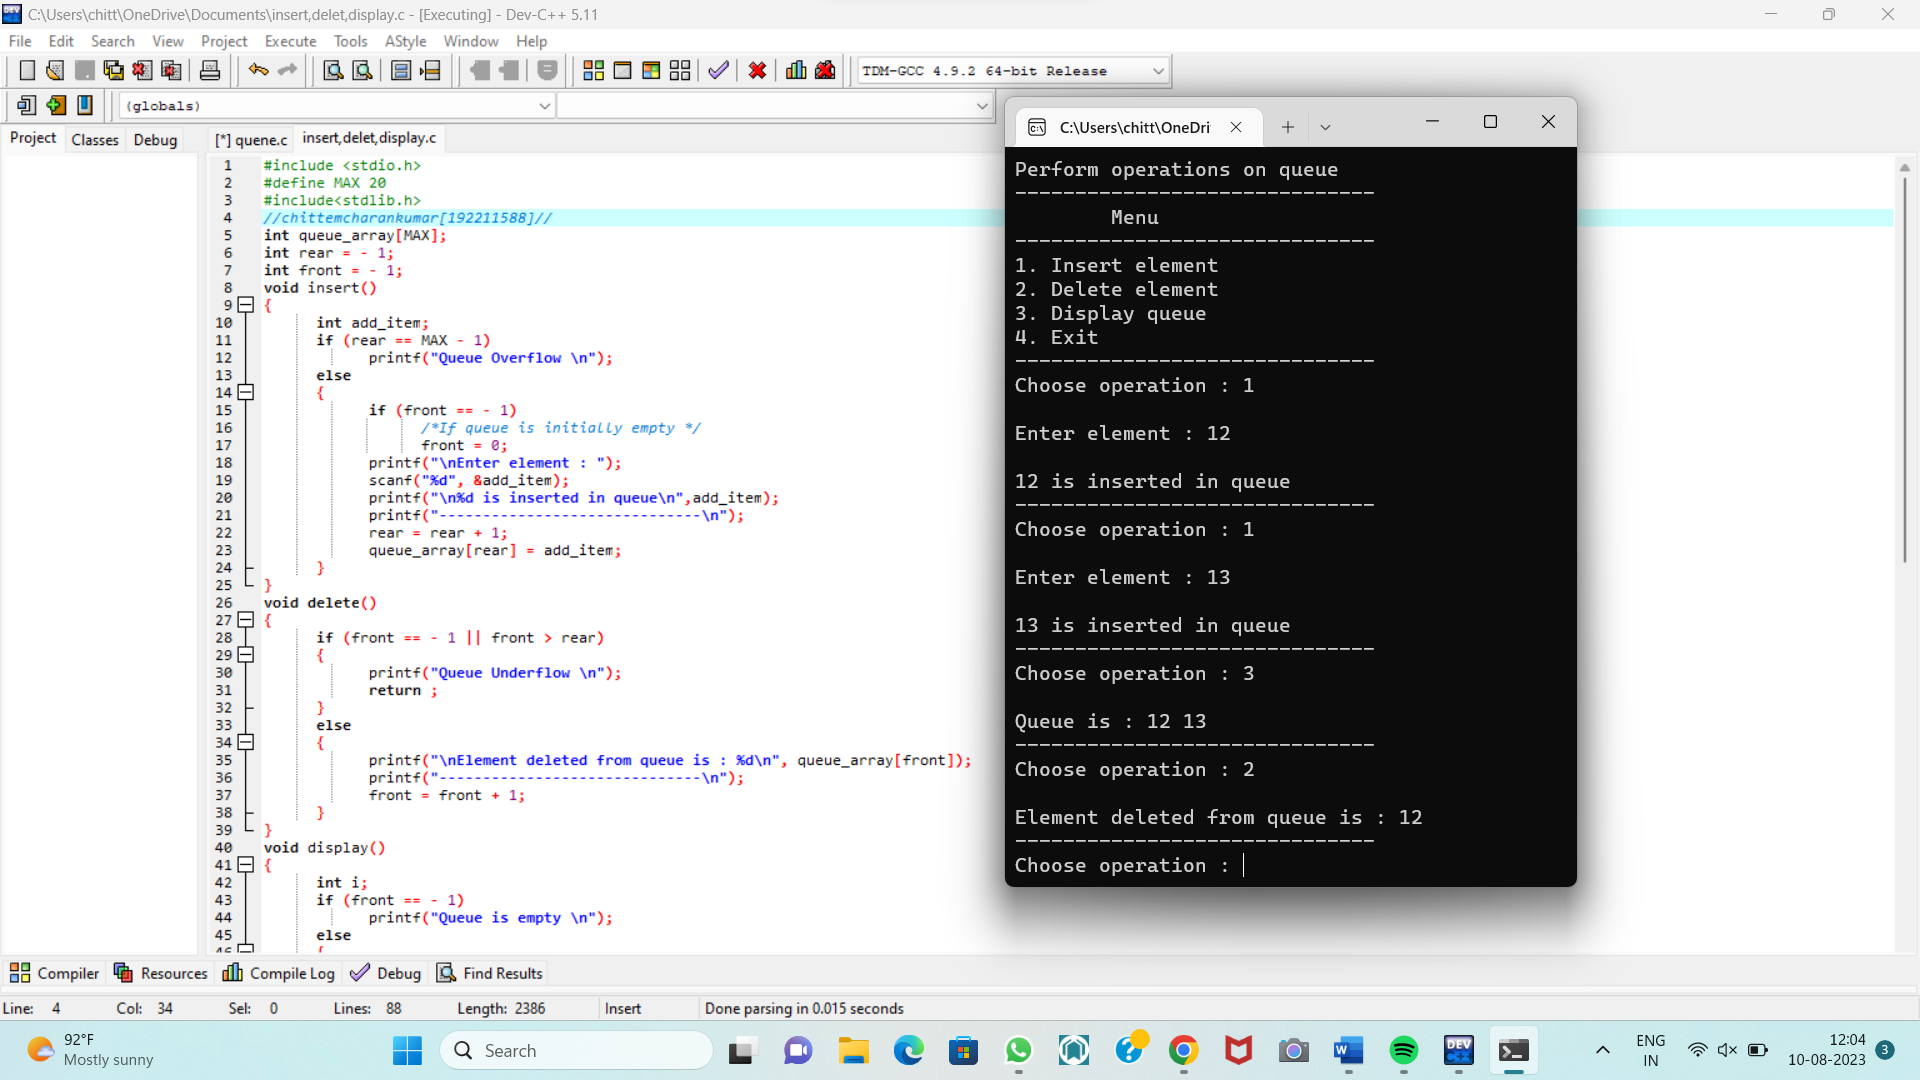 C:\Users\chitt\OneDrive\Documents\insert,delet,display.c - [Executing] - Dev-C++ 5.11
File Edit Search View Project Execute Tools AStyle Window Help
TDM-GCC 4.9.2 64-bit Release
(globals)
Project Classes Debug
[*] quene.c insert,delet,display.c
1 #include <stdio.h>
2 #define MAX 20
3 #include<stdlib.h>
4 //chittemcharankumar[192211588]//
5 int queue_array[MAX];
6 int rear = - 1;
7 int front = - 1;
8 void insert()
9 {
10 int add_item;
11 if (rear == MAX - 1)
12 printf("Queue Overflow \n");
13 else
14 {
15 if (front == - 1)
16 /*If queue is initially empty */
17 front = 0;
18 printf("\nEnter element : ");
19 scanf("%d", &add_item);
20 printf("\n%d is inserted in queue\n",add_item);
21 printf("------------------------------\n");
22 rear = rear + 1;
23 queue_array[rear] = add_item;
24 }
25 }
26 void delete()
27 {
28 if (front == - 1 || front > rear)
29 {
30 printf("Queue Underflow \n");
31 return ;
32 }
33 else
34 {
35 printf("\nElement deleted from queue is : %d\n", queue_array[front]);
36 printf("------------------------------\n");
37 front = front + 1;
38 }
39 }
40 void display()
41 {
42 int i;
43 if (front == - 1)
44 printf("Queue is empty \n");
45 else
46 {
C:\Users\chitt\OneDri
Perform operations on queue
------------------------------
Menu
------------------------------
1. Insert element
2. Delete element
3. Display queue
4. Exit
------------------------------
Choose operation : 1
Enter element : 12
12 is inserted in queue
------------------------------
Choose operation : 1
Enter element : 13
13 is inserted in queue
------------------------------
Choose operation : 3
Queue is : 12 13
------------------------------
Choose operation : 2
Element deleted from queue is : 12
------------------------------
Choose operation :
Compiler Resources Compile Log Debug Find Results
Line: 4 Col: 34 Sel: 0 Lines: 88 Length: 2386 Insert Done parsing in 0.015 seconds
92°F
Mostly sunny
Search
ENG
IN
12:04
10-08-2023
3